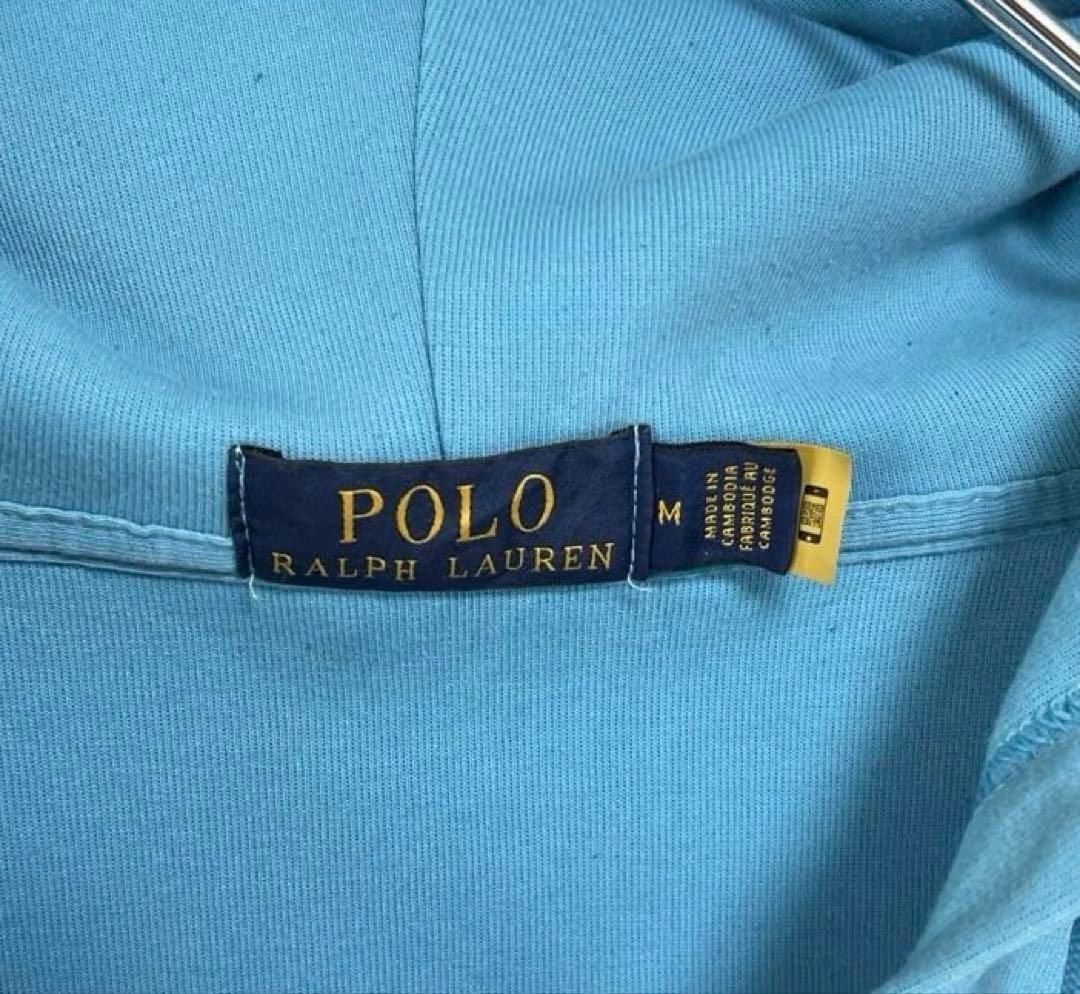 POLO
RALPH LAUREN
M
MADE IN
CAMBODIA
FABRIQUÉ AU
CAMBODGE